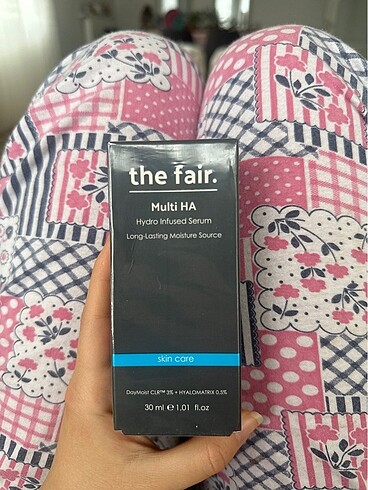 the fair.
Multi HA
Hydro Infused Serum
Long-Lasting Moisture Source
skin care
DayMoist CLR™ 3% + HYALOMATRIX 0.5%
30 ml ℮ 1.01 fl.oz